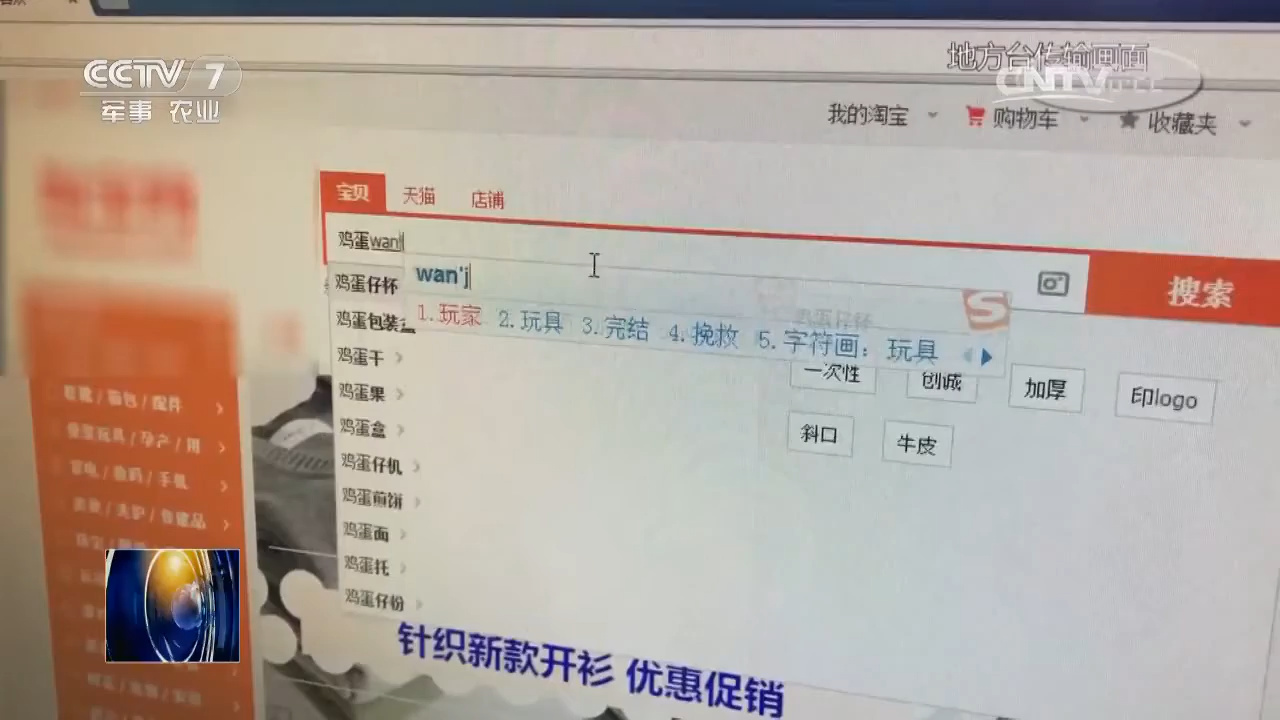 地方台传输画面
CCTV 7
CNTV
军事 农业
我的淘宝 购物车 收藏夹
宝贝 天猫 店铺
鸡蛋wanj
搜索
wan'j
1.玩家 2.玩具 3.完结 4.挽救 5.字符画：玩具
鸡蛋仔杯
鸡蛋包装盒
鸡蛋干
鸡蛋果
鸡蛋盒
鸡蛋仔机
鸡蛋煎饼
鸡蛋面
鸡蛋托
鸡蛋仔粉
一次性 创诚 加厚 印logo
斜口 牛皮
针织新款开衫 优惠促销